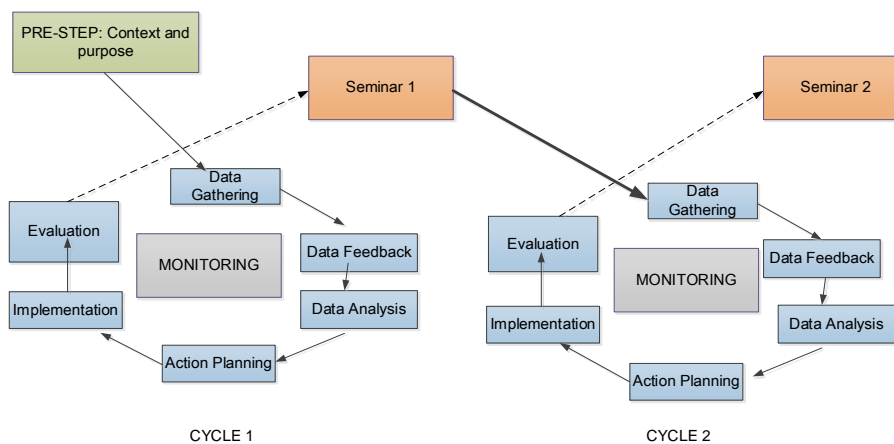 PRE-STEP: Context and
purpose
Seminar 1
Seminar 2
Data
Gathering
Evaluation
MONITORING
Data Feedback
Implementation
Data Analysis
Action Planning
CYCLE 1
Data
Gathering
Evaluation
MONITORING
Data Feedback
Implementation
Data Analysis
Action Planning
CYCLE 2